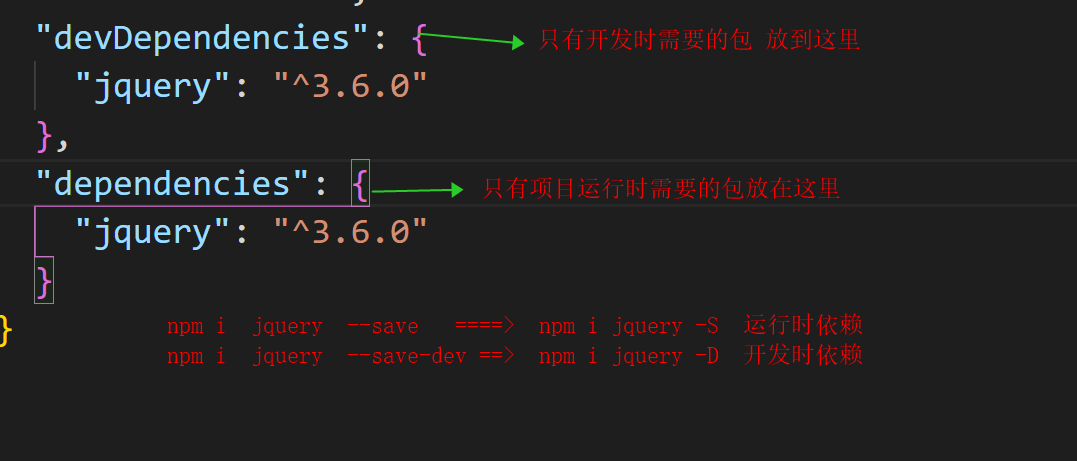 "devDependencies": { 只有开发时需要的包 放到这里
"jquery": "^3.6.0"
},
"dependencies": { 只有项目运行时需要的包放在这里
"jquery": "^3.6.0"
}
} npm i jquery --save ====> npm i jquery -S 运行时依赖
npm i jquery --save-dev ==> npm i jquery -D 开发时依赖